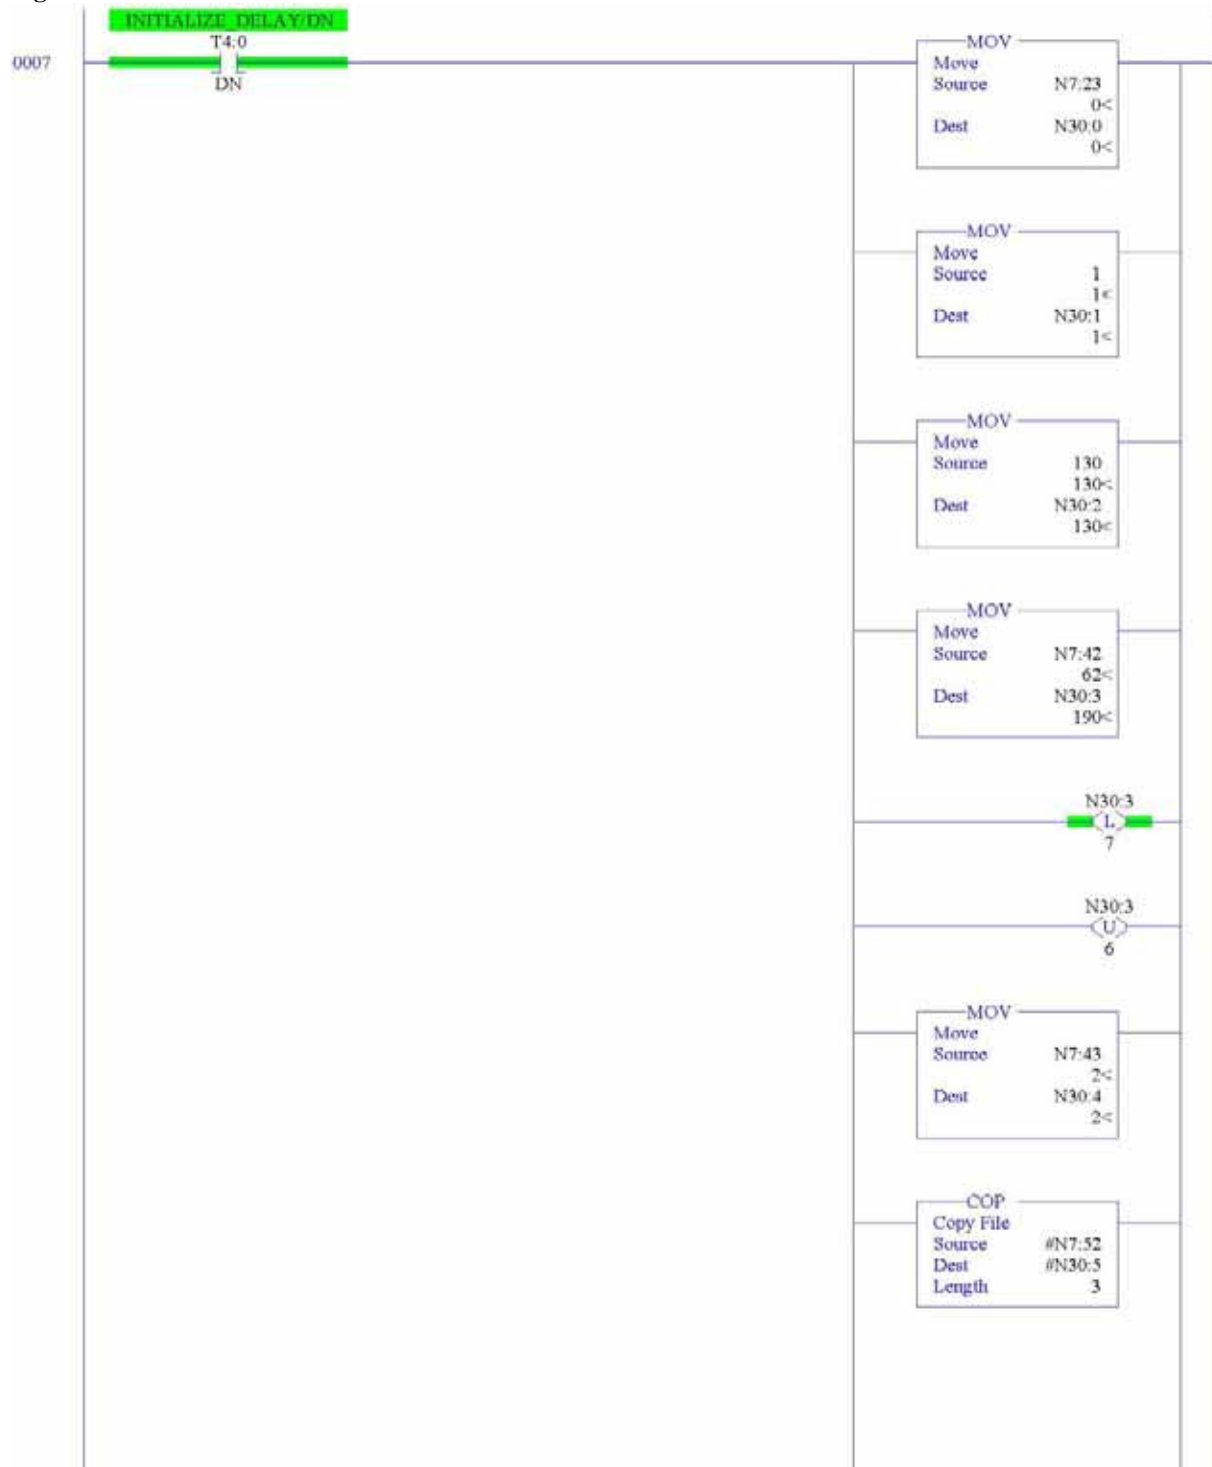 INITIALIZE_DELAY/DN
T4:0
0007
DN
MOV
Move
Source N7:23
0<
Dest N30:0
0<
MOV
Move
Source 1
1<
Dest N30:1
1<
MOV
Move
Source 130
130<
Dest N30:2
130<
MOV
Move
Source N7:42
62<
Dest N30:3
190<
N30:3
L
7
N30:3
U
6
MOV
Move
Source N7:43
2<
Dest N30:4
2<
COP
Copy File
Source #N7:52
Dest #N30:5
Length 3